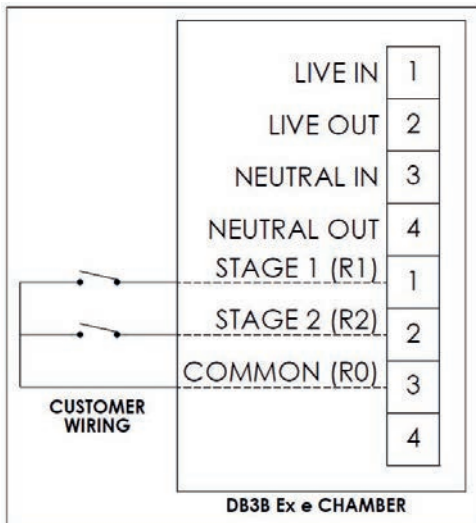 LIVE IN 1
LIVE OUT 2
NEUTRAL IN 3
NEUTRAL OUT 4
STAGE 1 (R1) 1
STAGE 2 (R2) 2
COMMON (R0) 3
4
CUSTOMER
WIRING
DB3B Ex e CHAMBER